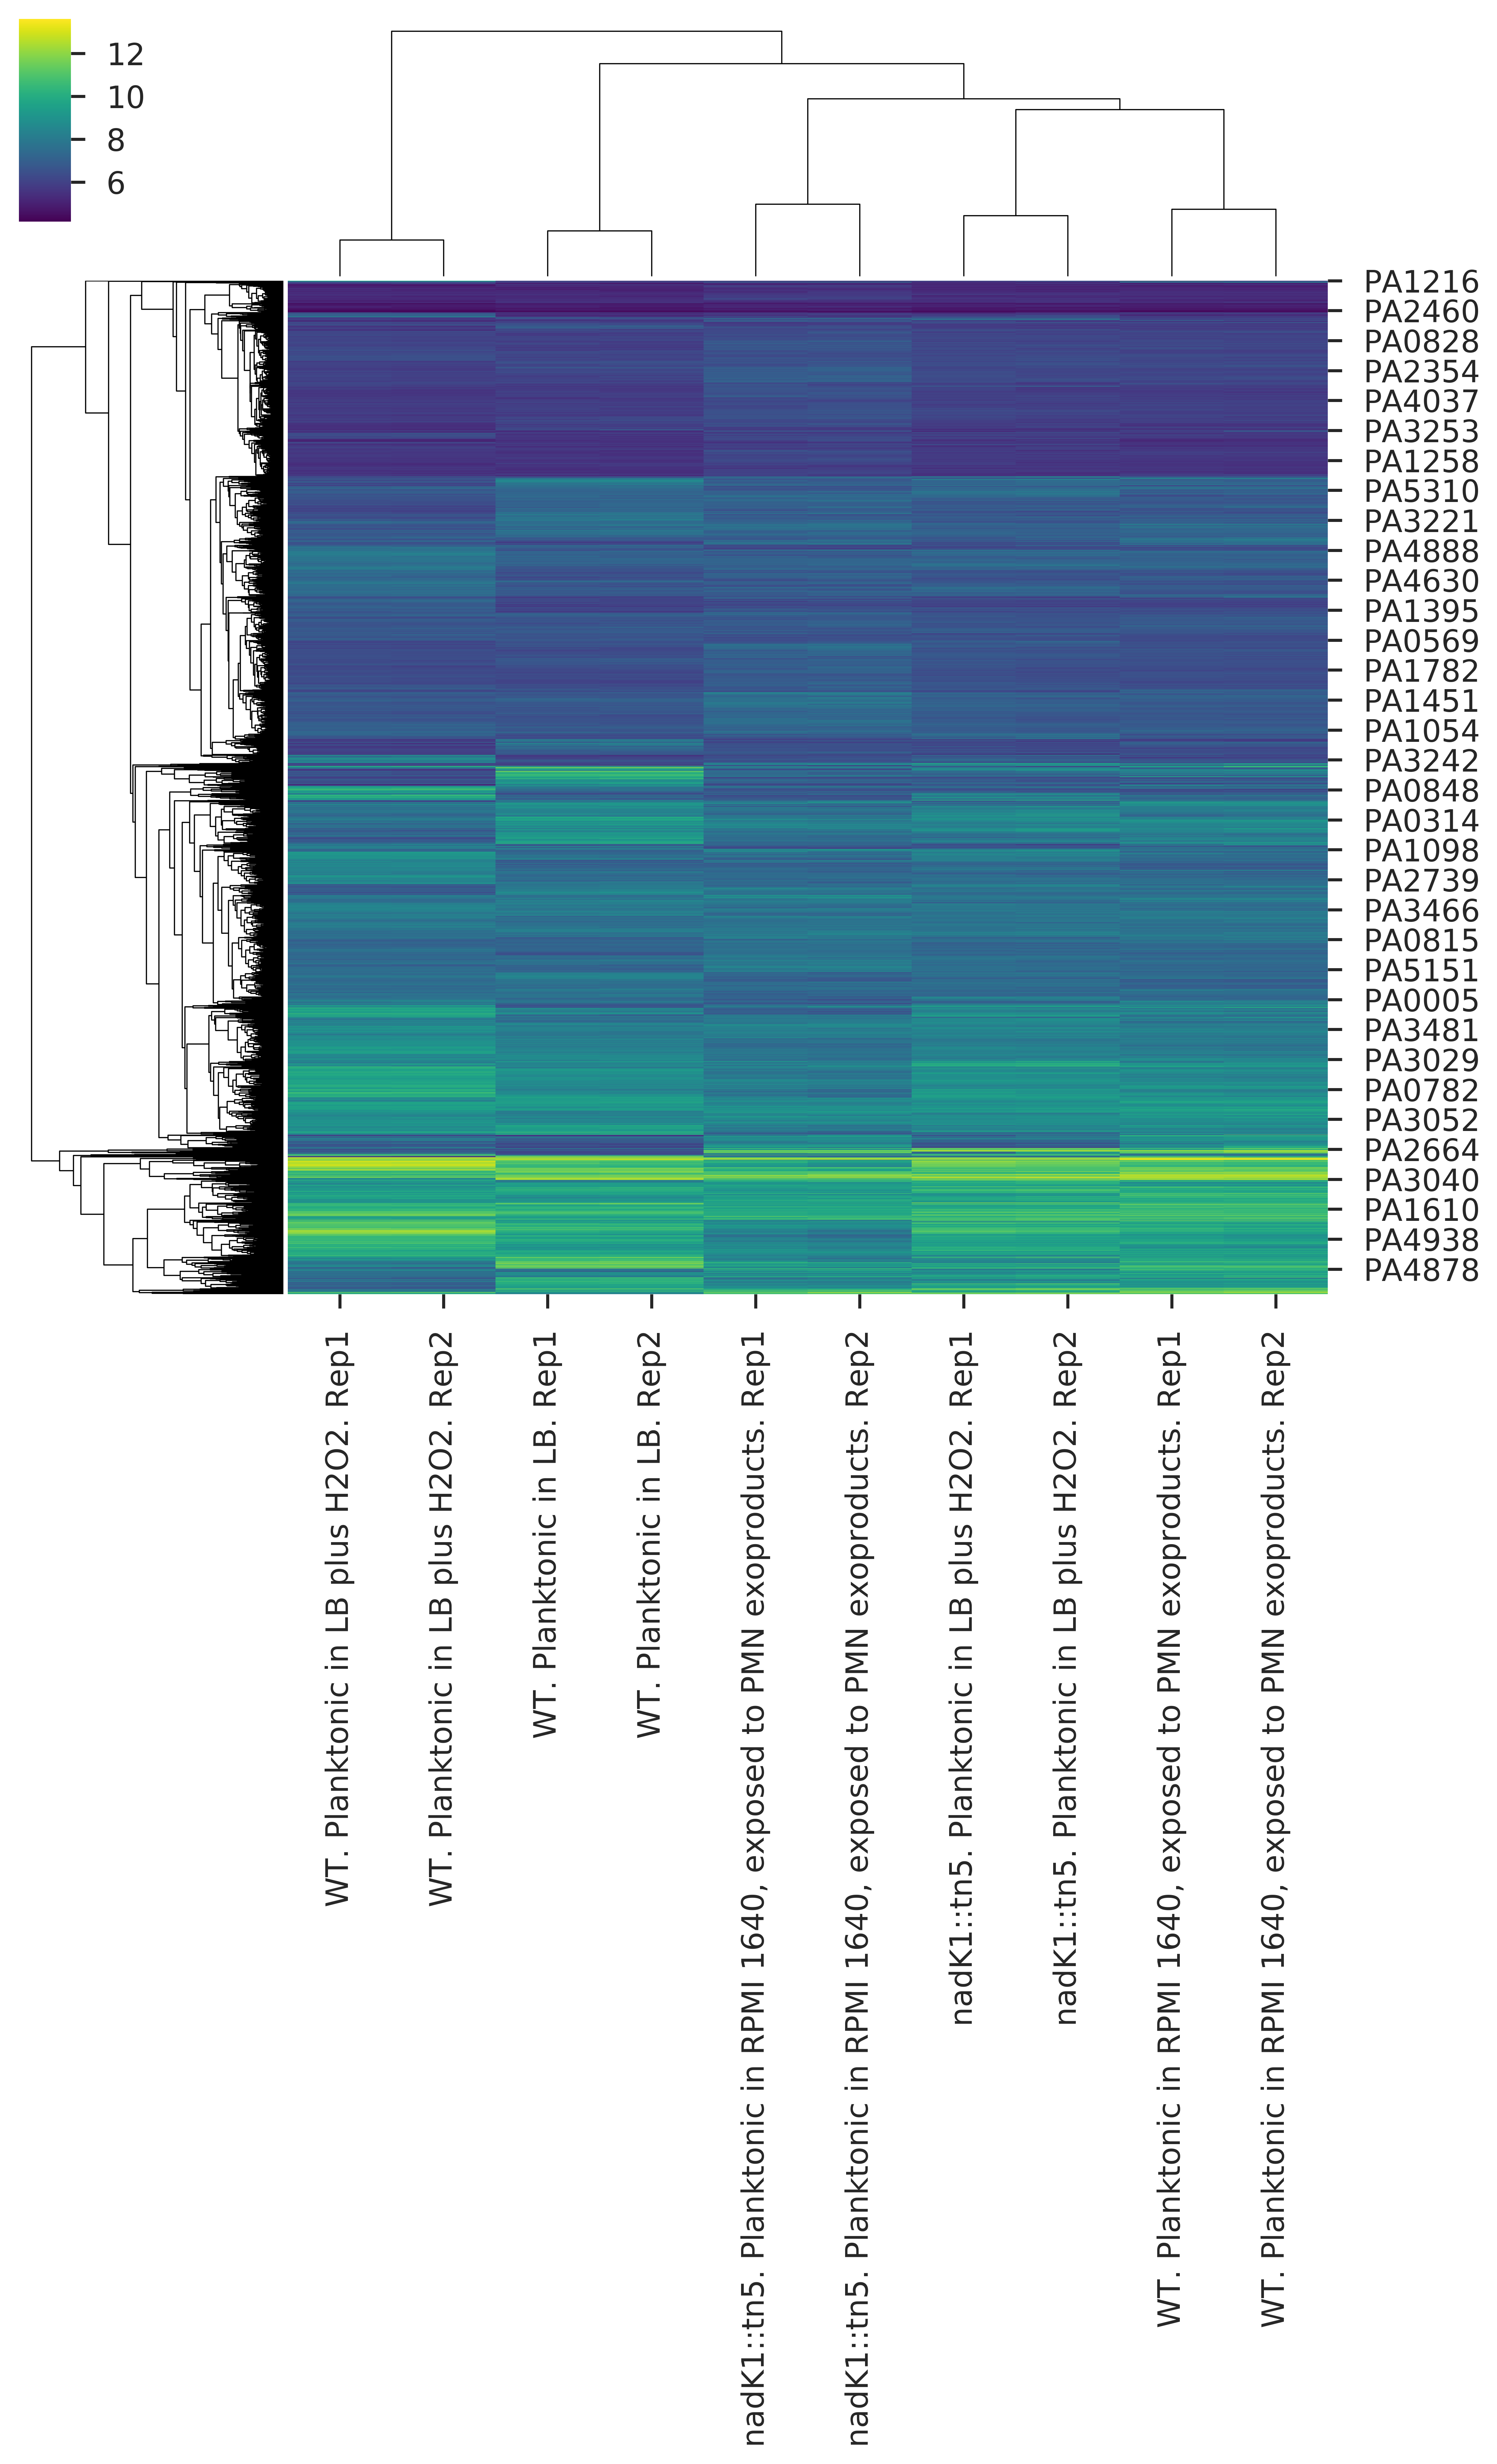 12
10
8
6
PA1216
PA2460
PA0828
PA2354
PA4037
PA3253
PA1258
PA5310
PA3221
PA4888
PA4630
PA1395
PA0569
PA1782
PA1451
PA1054
PA3242
PA0848
PA0314
PA1098
PA2739
PA3466
PA0815
PA5151
PA0005
PA3481
PA3029
PA0782
PA3052
PA2664
PA3040
PA1610
PA4938
PA4878
WT. Planktonic in LB plus H2O2. Rep1
WT. Planktonic in LB plus H2O2. Rep2
WT. Planktonic in LB. Rep1
WT. Planktonic in LB. Rep2
nadK1::tn5. Planktonic in RPMI 1640, exposed to PMN exoproducts. Rep1
nadK1::tn5. Planktonic in RPMI 1640, exposed to PMN exoproducts. Rep2
nadK1::tn5. Planktonic in LB plus H2O2. Rep1
nadK1::tn5. Planktonic in LB plus H2O2. Rep2
WT. Planktonic in RPMI 1640, exposed to PMN exoproducts. Rep1
WT. Planktonic in RPMI 1640, exposed to PMN exoproducts. Rep2